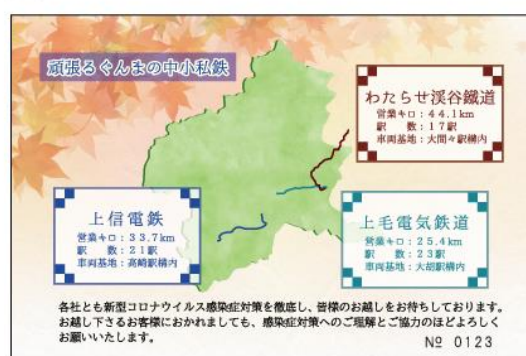 頑張るぐんまの中小私鉄
わたらせ渓谷鐵道
営業キロ：44.1km
駅　数：17駅
車両基地：大間々駅構内
上信電鉄
営業キロ：33.7km
駅　数：21駅
車両基地：高崎駅構内
上毛電気鉄道
営業キロ：25.4km
駅　数：23駅
車両基地：大胡駅構内
各社とも新型コロナウイルス感染症対策を徹底し、皆様のお越しをお待ちしております。
お越し下さるお客様におかれましても、感染症対策へのご理解とご協力のほどよろしく
お願いいたします。
№ 0123